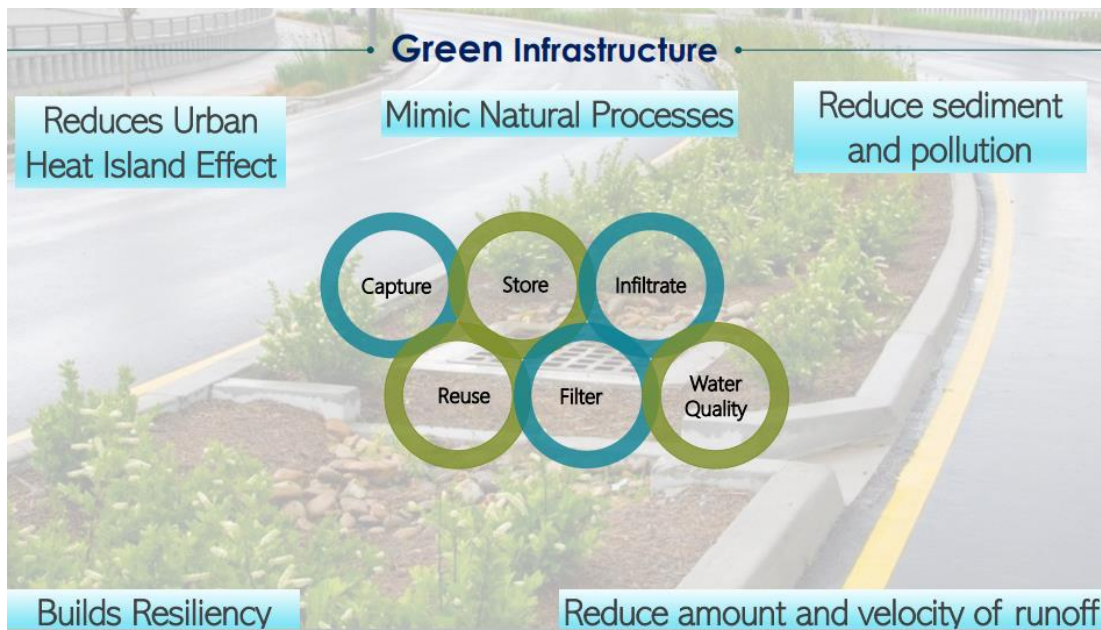 Green Infrastructure
Reduces Urban
Heat Island Effect
Mimic Natural Processes
Reduce sediment
and pollution
Capture
Store
Infiltrate
Reuse
Filter
Water
Quality
Builds Resiliency
Reduce amount and velocity of runoff